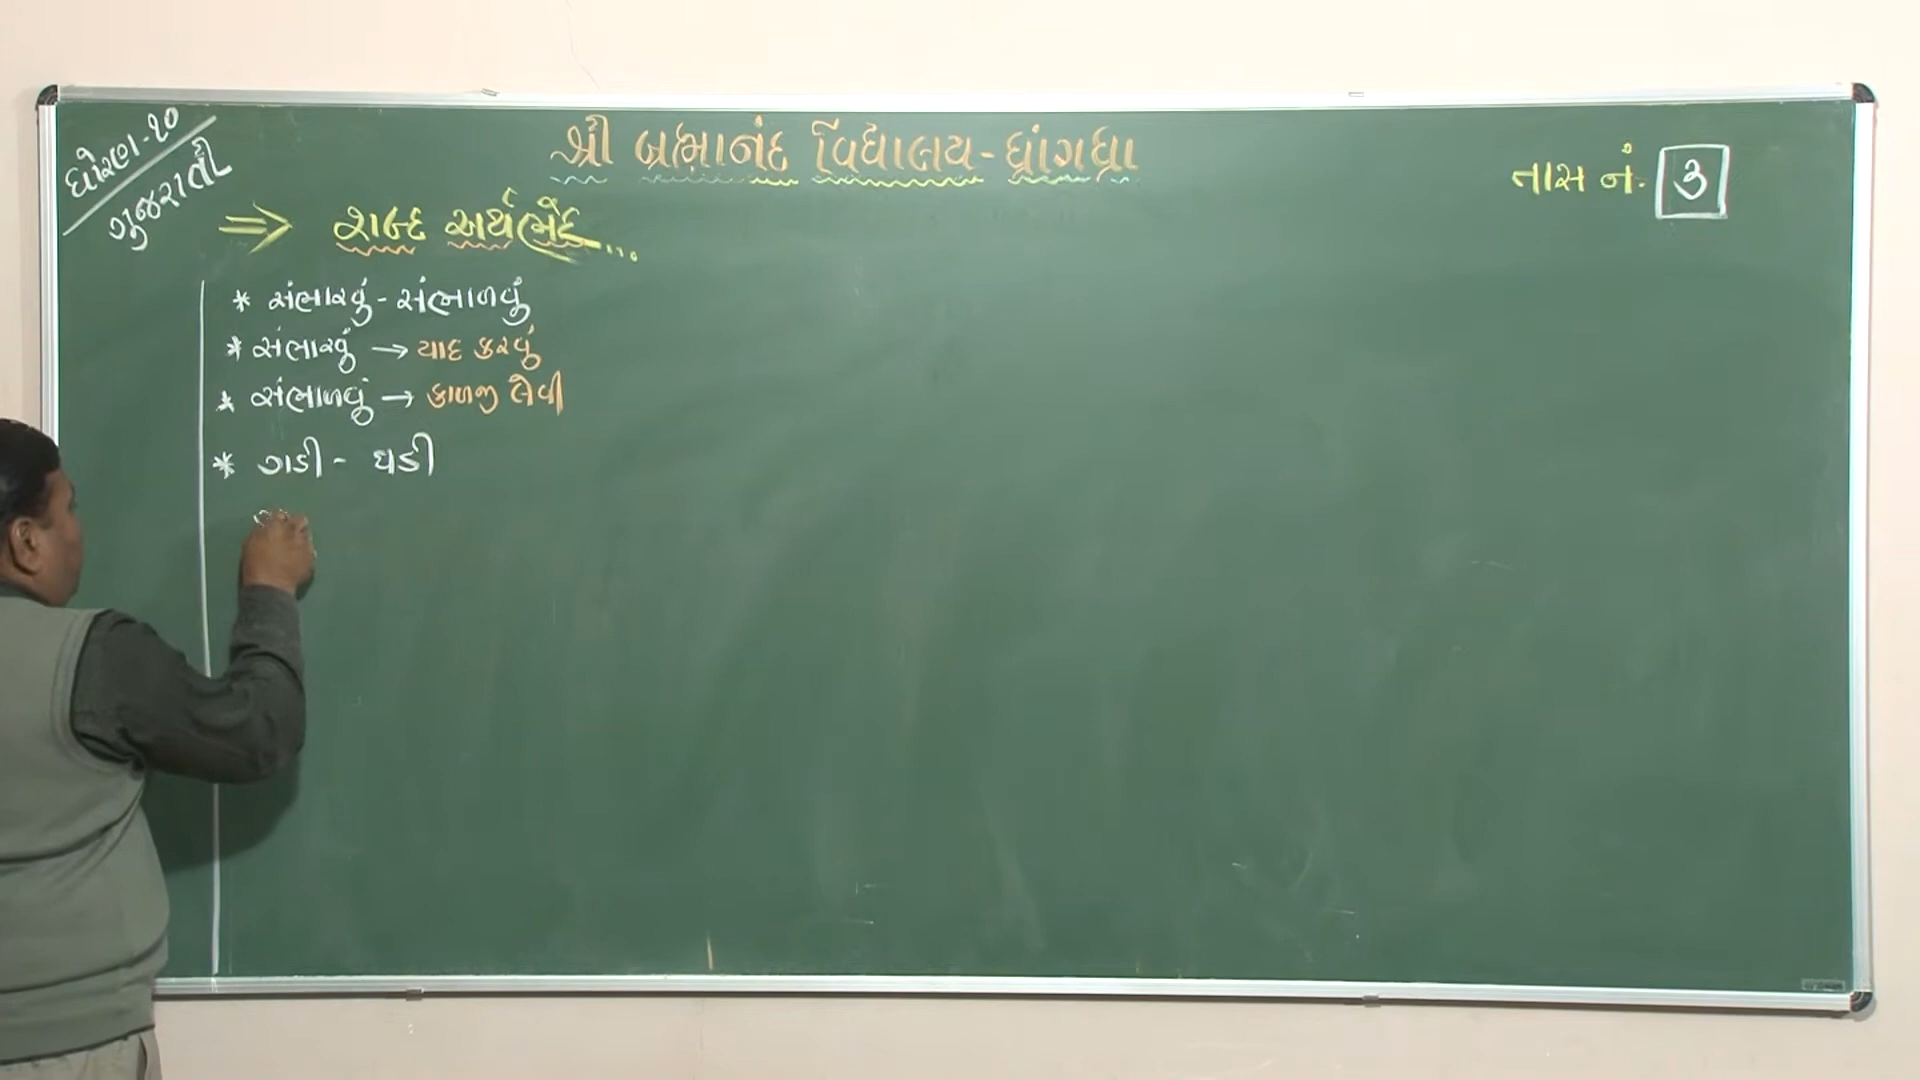 ધોરણ-૧૦
ગુજરાતી
શ્રી બ્રહ્માનંદ વિદ્યાલય-ધ્રાંગધ્રા
તાસ નં. ૩
⇒ શબ્દ અર્થભેદ...
* સંભારવું - સંભાળવું
* સંભારવું → યાદ કરવું
* સંભાળવું → કાળજી લેવી
* ગડી - ઘડી